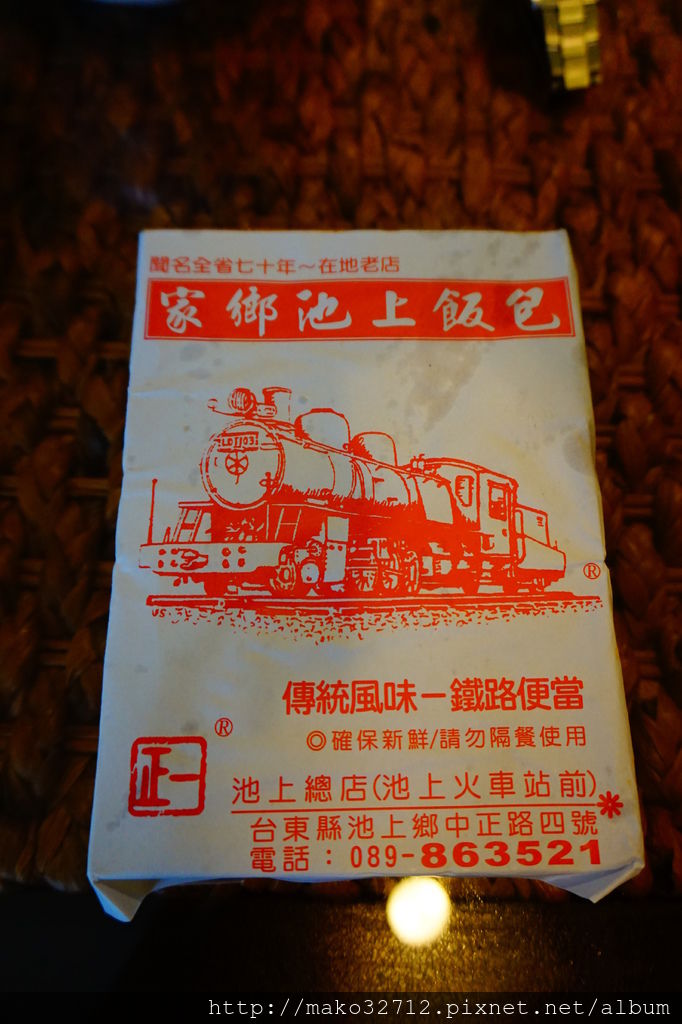 聞名全省七十年～在地老店
家鄉池上飯包
LDT1103
®
傳統風味－鐵路便當
®
◎確保新鮮/請勿隔餐使用
正一
池上總店(池上火車站前)
台東縣池上鄉中正路四號
電話：089-863521
http://mako32712.pixnet.net/album